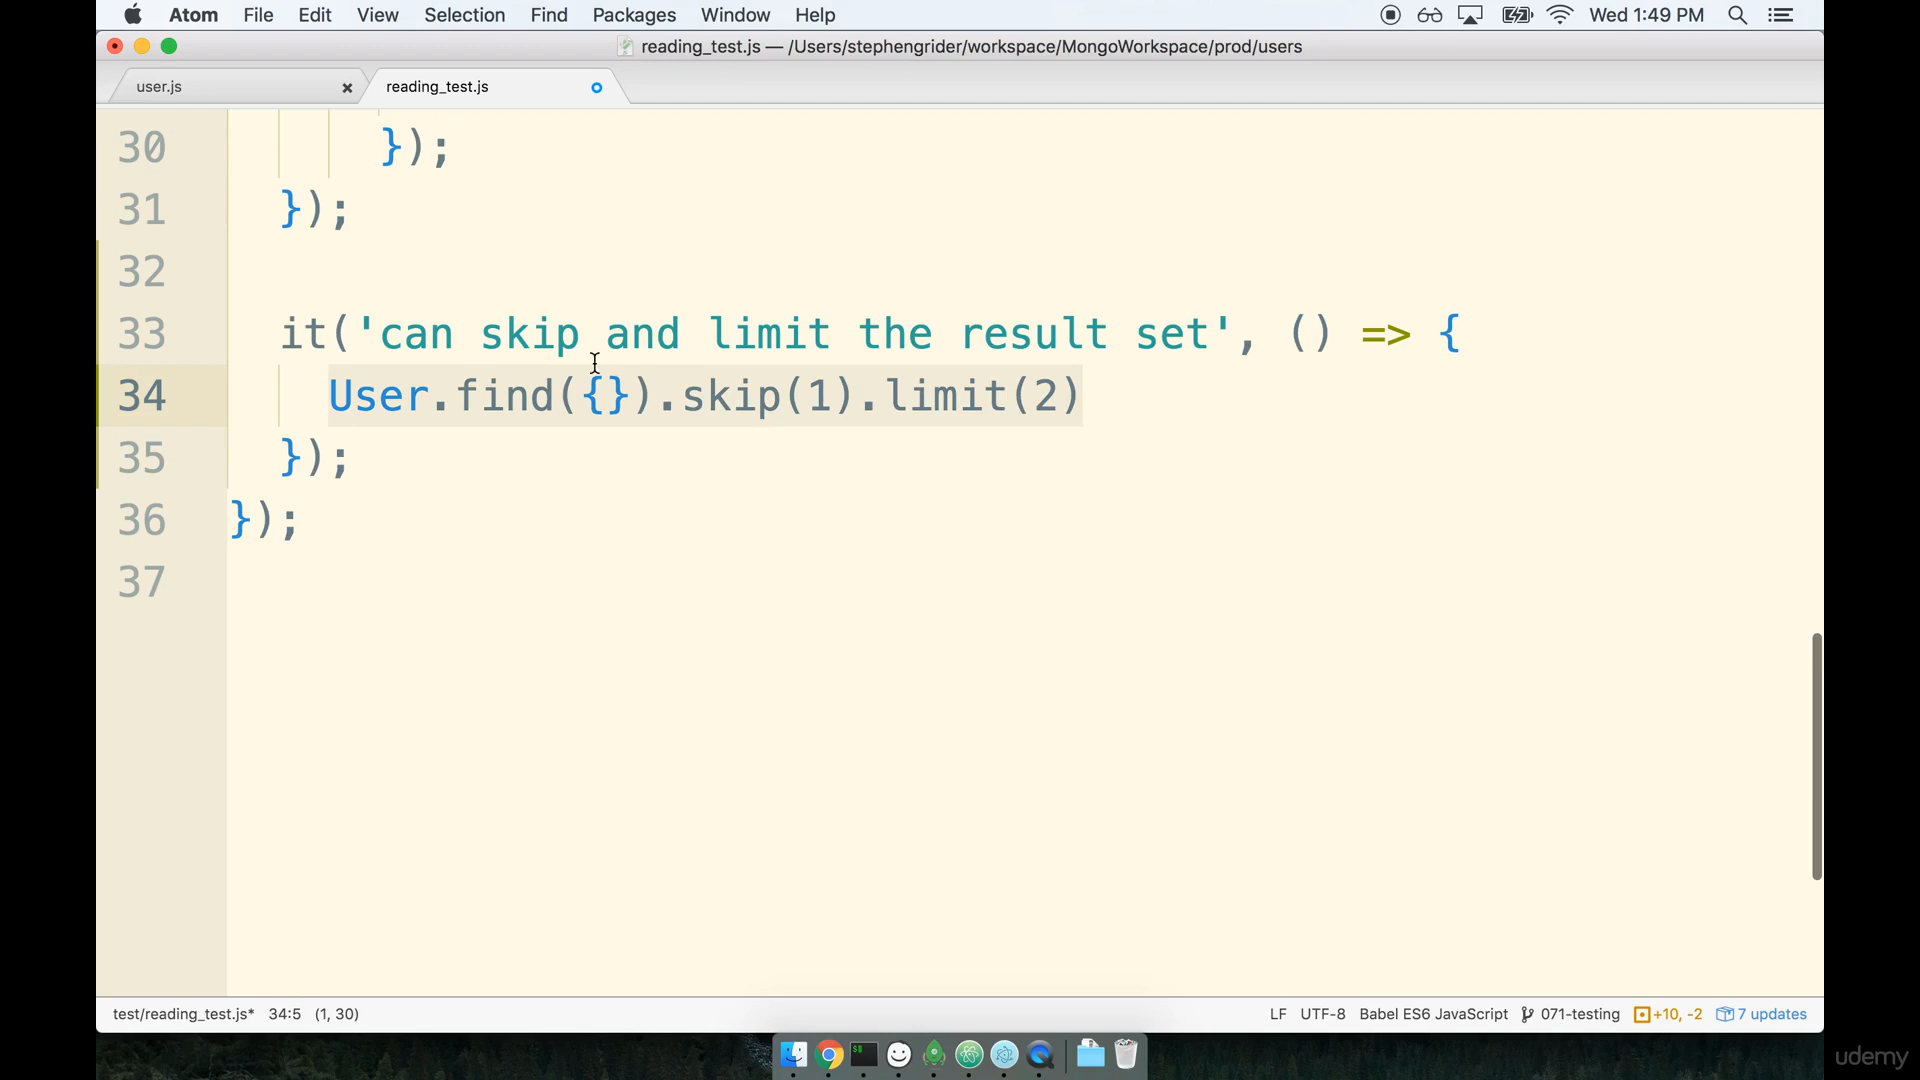 Atom File Edit View Selection Find Packages Window Help Wed 1:49 PM
reading_test.js — /Users/stephengrider/workspace/MongoWorkspace/prod/users
user.js reading_test.js
30 });
31 });
32
33 it('can skip and limit the result set', () => {
34 User.find({}).skip(1).limit(2)
35 });
36 });
37
test/reading_test.js* 34:5 (1, 30) LF UTF-8 Babel ES6 JavaScript 071-testing +10, -2 7 updates
udemy